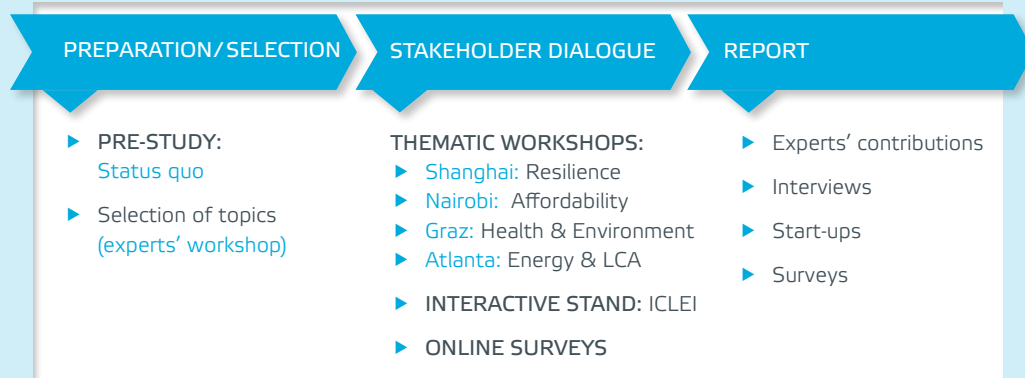 PREPARATION/SELECTION
STAKEHOLDER DIALOGUE
REPORT
PRE-STUDY:
Status quo
Selection of topics
(experts' workshop)
THEMATIC WORKSHOPS:
Shanghai: Resilience
Nairobi: Affordability
Graz: Health & Environment
Atlanta: Energy & LCA
INTERACTIVE STAND: ICLEI
ONLINE SURVEYS
Experts' contributions
Interviews
Start-ups
Surveys